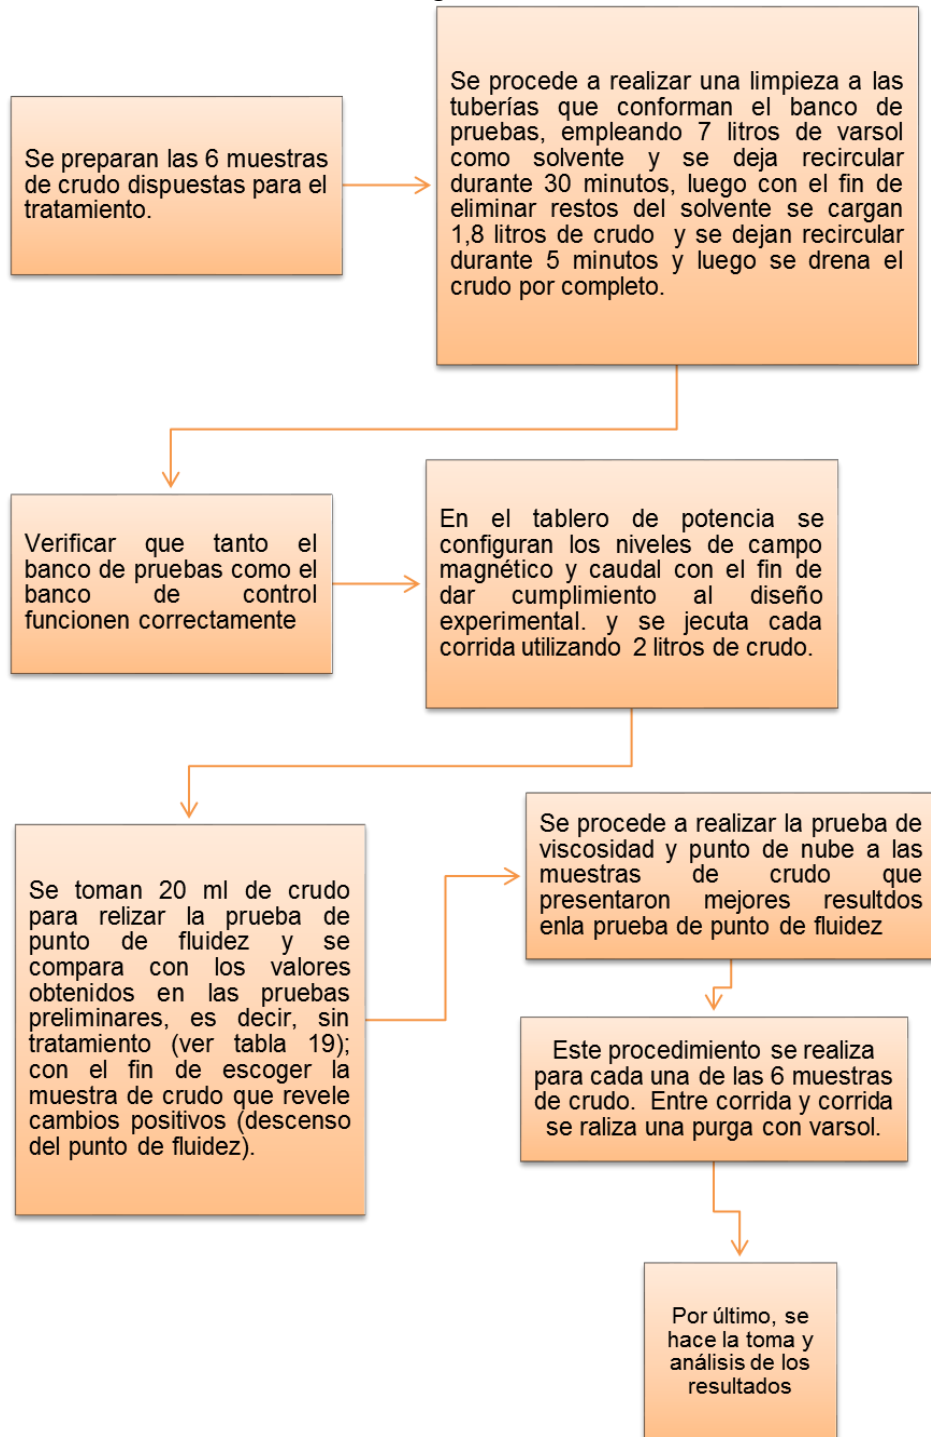 Se preparan las 6 muestras
de crudo dispuestas para el
tratamiento.
Se procede a realizar una limpieza a las
tuberías que conforman el banco de
pruebas, empleando 7 litros de varsol
como solvente y se deja recircular
durante 30 minutos, luego con el fin de
eliminar restos del solvente se cargan
1,8 litros de crudo y se dejan recircular
durante 5 minutos y luego se drena el
crudo por completo.
Verificar que tanto el
banco de pruebas como el
banco de control
funcionen correctamente
En el tablero de potencia se
configuran los niveles de campo
magnético y caudal con el fin de
dar cumplimiento al diseño
experimental. y se jecuta cada
corrida utilizando 2 litros de crudo.
Se toman 20 ml de crudo
para relizar la prueba de
punto de fluidez y se
compara con los valores
obtenidos en las pruebas
preliminares, es decir, sin
tratamiento (ver tabla 19);
con el fin de escoger la
muestra de crudo que revele
cambios positivos (descenso
del punto de fluidez).
Se procede a realizar la prueba de
viscosidad y punto de nube a las
muestras de crudo que
presentaron mejores resultdos
enla prueba de punto de fluidez
Este procedimiento se realiza
para cada una de las 6 muestras
de crudo. Entre corrida y corrida
se raliza una purga con varsol.
Por último, se
hace la toma y
análisis de los
resultados